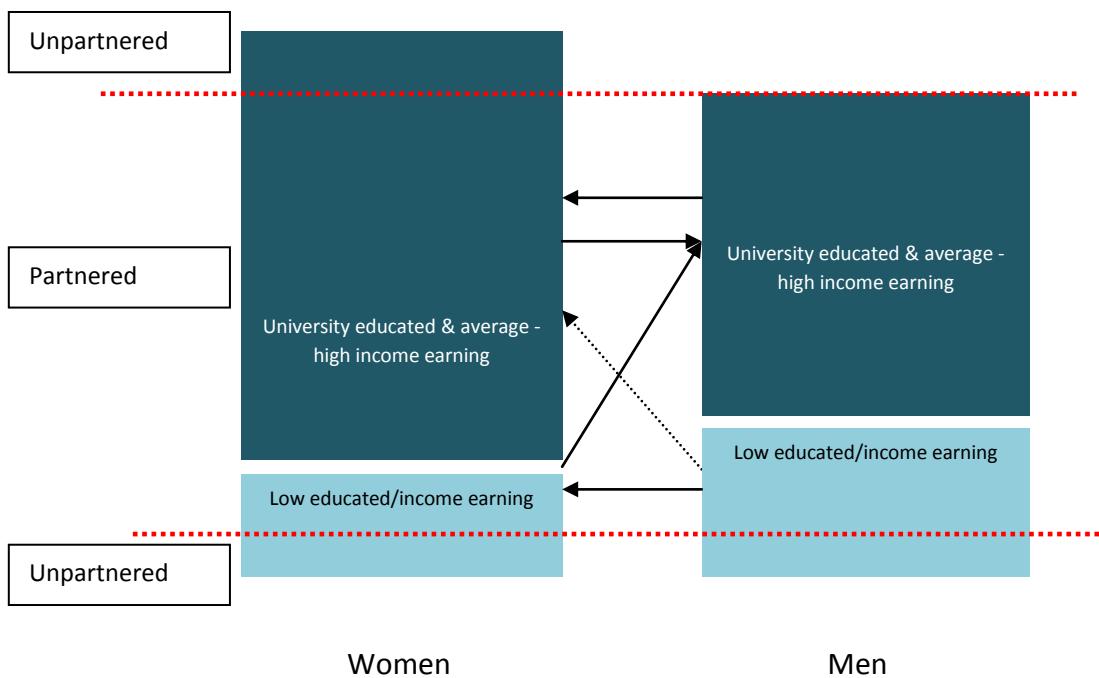 Unpartnered
University educated & average -
high income earning
Partnered
University educated & average -
high income earning
Low educated/income earning
Low educated/income earning
Unpartnered
Women
Men